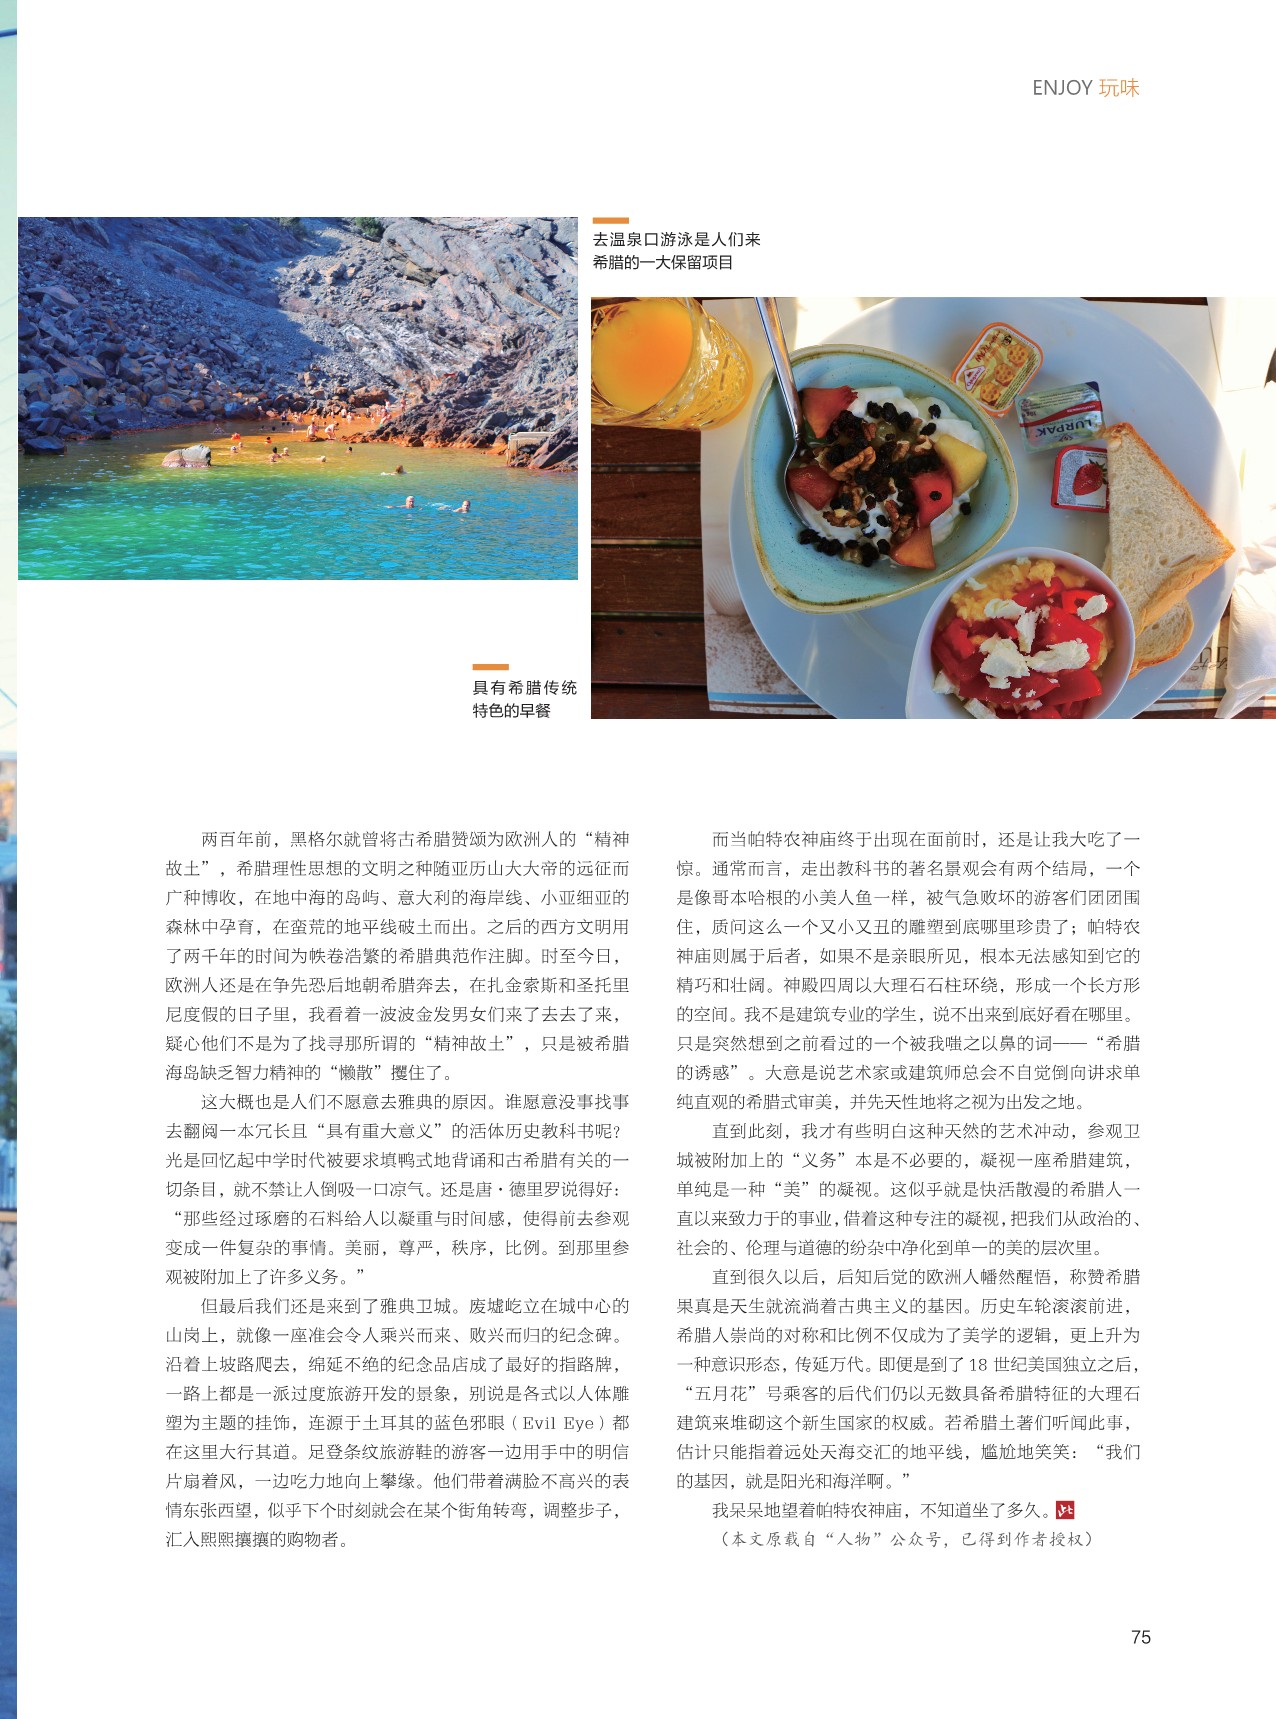 ENJOY 玩味
去温泉口游泳是人们来
希腊的一大保留项目
LURPAK
具有希腊传统
特色的早餐
两百年前，黑格尔就曾将古希腊赞颂为欧洲人的“精神
故土”，希腊理性思想的文明之种随亚历山大大帝的远征而
广种博收，在地中海的岛屿、意大利的海岸线、小亚细亚的
森林中孕育，在蛮荒的地平线破土而出。之后的西方文明用
了两千年的时间为帙卷浩繁的希腊典范作注脚。时至今日，
欧洲人还是在争先恐后地朝希腊奔去，在扎金索斯和圣托里
尼度假的日子里，我看着一波波金发男女们来了去去了来，
疑心他们不是为了找寻那所谓的“精神故土”，只是被希腊
海岛缺乏智力精神的“懒散”攫住了。
这大概也是人们不愿意去雅典的原因。谁愿意没事找事
去翻阅一本冗长且“具有重大意义”的活体历史教科书呢？
光是回忆起中学时代被要求填鸭式地背诵和古希腊有关的一
切条目，就不禁让人倒吸一口凉气。还是唐·德里罗说得好：
“那些经过琢磨的石料给人以凝重与时间感，使得前去参观
变成一件复杂的事情。美丽，尊严，秩序，比例。到那里参
观被附加上了许多义务。”
但最后我们还是来到了雅典卫城。废墟屹立在城中心的
山岗上，就像一座准会令人乘兴而来、败兴而归的纪念碑。
沿着上坡路爬去，绵延不绝的纪念品店成了最好的指路牌，
一路上都是一派过度旅游开发的景象，别说是各式以人体雕
塑为主题的挂饰，连源于土耳其的蓝色邪眼（Evil Eye）都
在这里大行其道。足登条纹旅游鞋的游客一边用手中的明信
片扇着风，一边吃力地向上攀缘。他们带着满脸不高兴的表
情东张西望，似乎下个时刻就会在某个街角转弯，调整步子，
汇入熙熙攘攘的购物者。
而当帕特农神庙终于出现在面前时，还是让我大吃了一
惊。通常而言，走出教科书的著名景观会有两个结局，一个
是像哥本哈根的小美人鱼一样，被气急败坏的游客们团团围
住，质问这么一个又小又丑的雕塑到底哪里珍贵了；帕特农
神庙则属于后者，如果不是亲眼所见，根本无法感知到它的
精巧和壮阔。神殿四周以大理石石柱环绕，形成一个长方形
的空间。我不是建筑专业的学生，说不出来到底好看在哪里。
只是突然想到之前看过的一个被我嗤之以鼻的词——“希腊
的诱惑”。大意是说艺术家或建筑师总会不自觉倒向讲求单
纯直观的希腊式审美，并先天性地将之视为出发之地。
直到此刻，我才有些明白这种天然的艺术冲动，参观卫
城被附加上的“义务”本是不必要的，凝视一座希腊建筑，
单纯是一种“美”的凝视。这似乎就是快活散漫的希腊人一
直以来致力于的事业，借着这种专注的凝视，把我们从政治的、
社会的、伦理与道德的纷杂中净化到单一的美的层次里。
直到很久以后，后知后觉的欧洲人幡然醒悟，称赞希腊
果真是天生就流淌着古典主义的基因。历史车轮滚滚前进，
希腊人崇尚的对称和比例不仅成为了美学的逻辑，更上升为
一种意识形态，传延万代。即便是到了 18 世纪美国独立之后，
“五月花”号乘客的后代们仍以无数具备希腊特征的大理石
建筑来堆砌这个新生国家的权威。若希腊土著们听闻此事，
估计只能指着远处天海交汇的地平线，尴尬地笑笑：“我们
的基因，就是阳光和海洋啊。”
我呆呆地望着帕特农神庙，不知道坐了多久。
（本文原载自“人物”公众号，已得到作者授权）
75